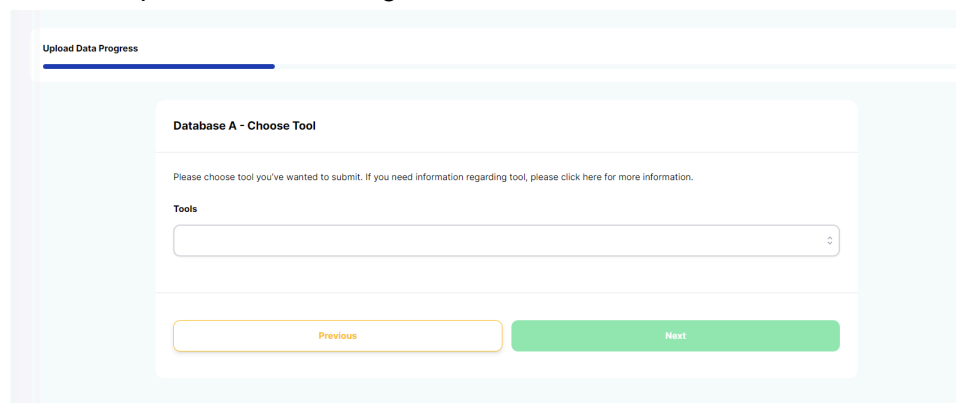 Upload Data Progress
Database A - Choose Tool
Please choose tool you've wanted to submit. If you need information regarding tool, please click here for more information.
Tools
Previous
Next